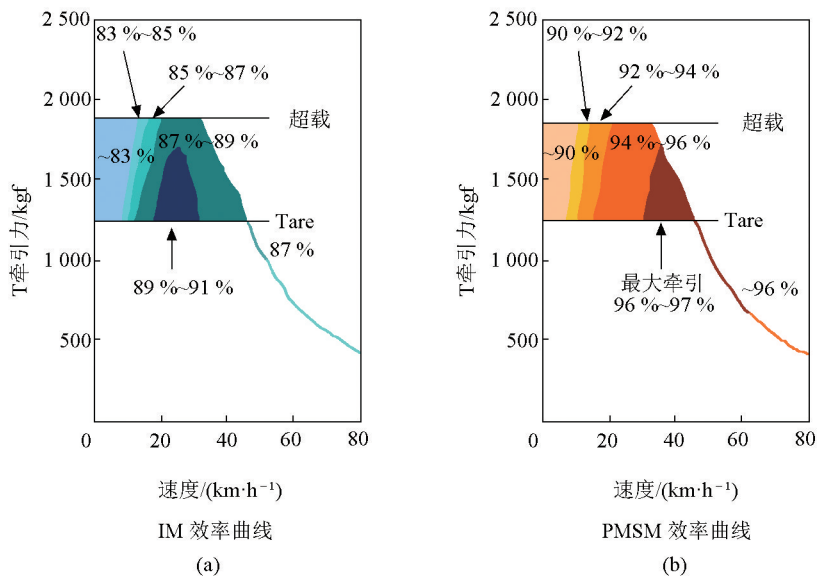 2 500
2 000
1 500
1 000
500
0
20
40
60
80
T牵引力/kgf
速度/(km·h⁻¹)
83 %~85 %
85 %~87 %
超载
87 %~89 %
~83 %
Tare
87 %
89 %~91 %
IM 效率曲线
(a)
2 500
2 000
1 500
1 000
500
0
20
40
60
80
T牵引力/kgf
速度/(km·h⁻¹)
90 %~92 %
92 %~94 %
超载
94 %~96 %
~90 %
Tare
最大牵引
96 %~97 %
~96 %
PMSM 效率曲线
(b)